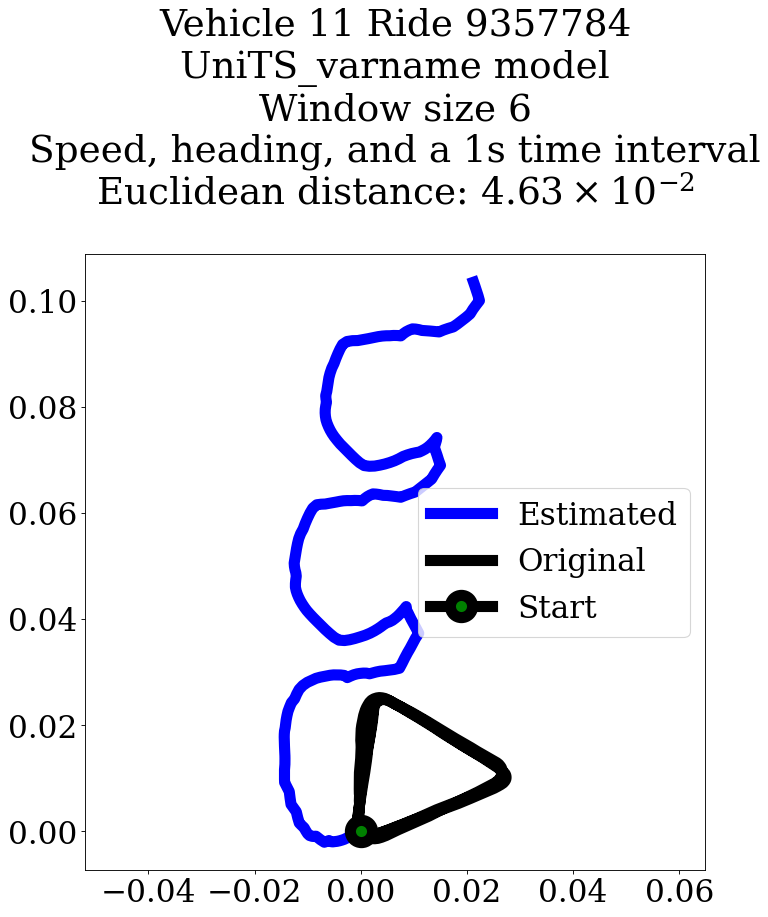 Vehicle 11 Ride 9357784
UniTS_varname model
Window size 6
Speed, heading, and a 1s time interval
Euclidean distance: 4.63 × 10⁻²
0.10
0.08
0.06
0.04
0.02
0.00
Estimated
Original
Start
−0.04 −0.02 0.00 0.02 0.04 0.06